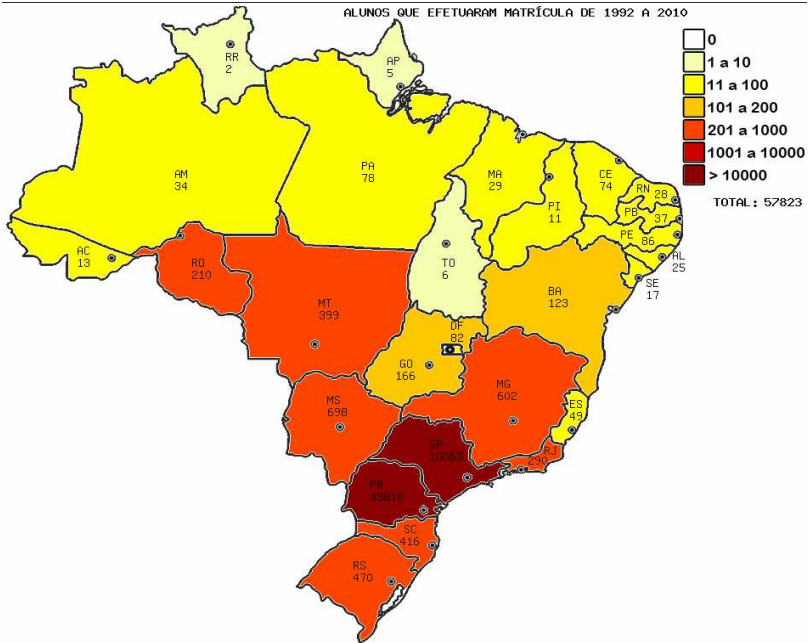 ALUNOS QUE EFETUARAM MATRÍCULA DE 1992 A 2010
0
1 a 10
11 a 100
101 a 200
201 a 1000
1001 a 10000
> 10000
TOTAL: 57823
RR
2
AP
5
AM
34
PA
78
MA
29
PI
11
CE
74
RN 28
PB 37
PE 86
AL
25
SE
17
AC
13
RO
210
MT
399
TO
6
BA
123
DF
82
GO
166
MG
602
MS
698
ES
49
RJ
290
SP
10063
PR
43810
SC
416
RS
470